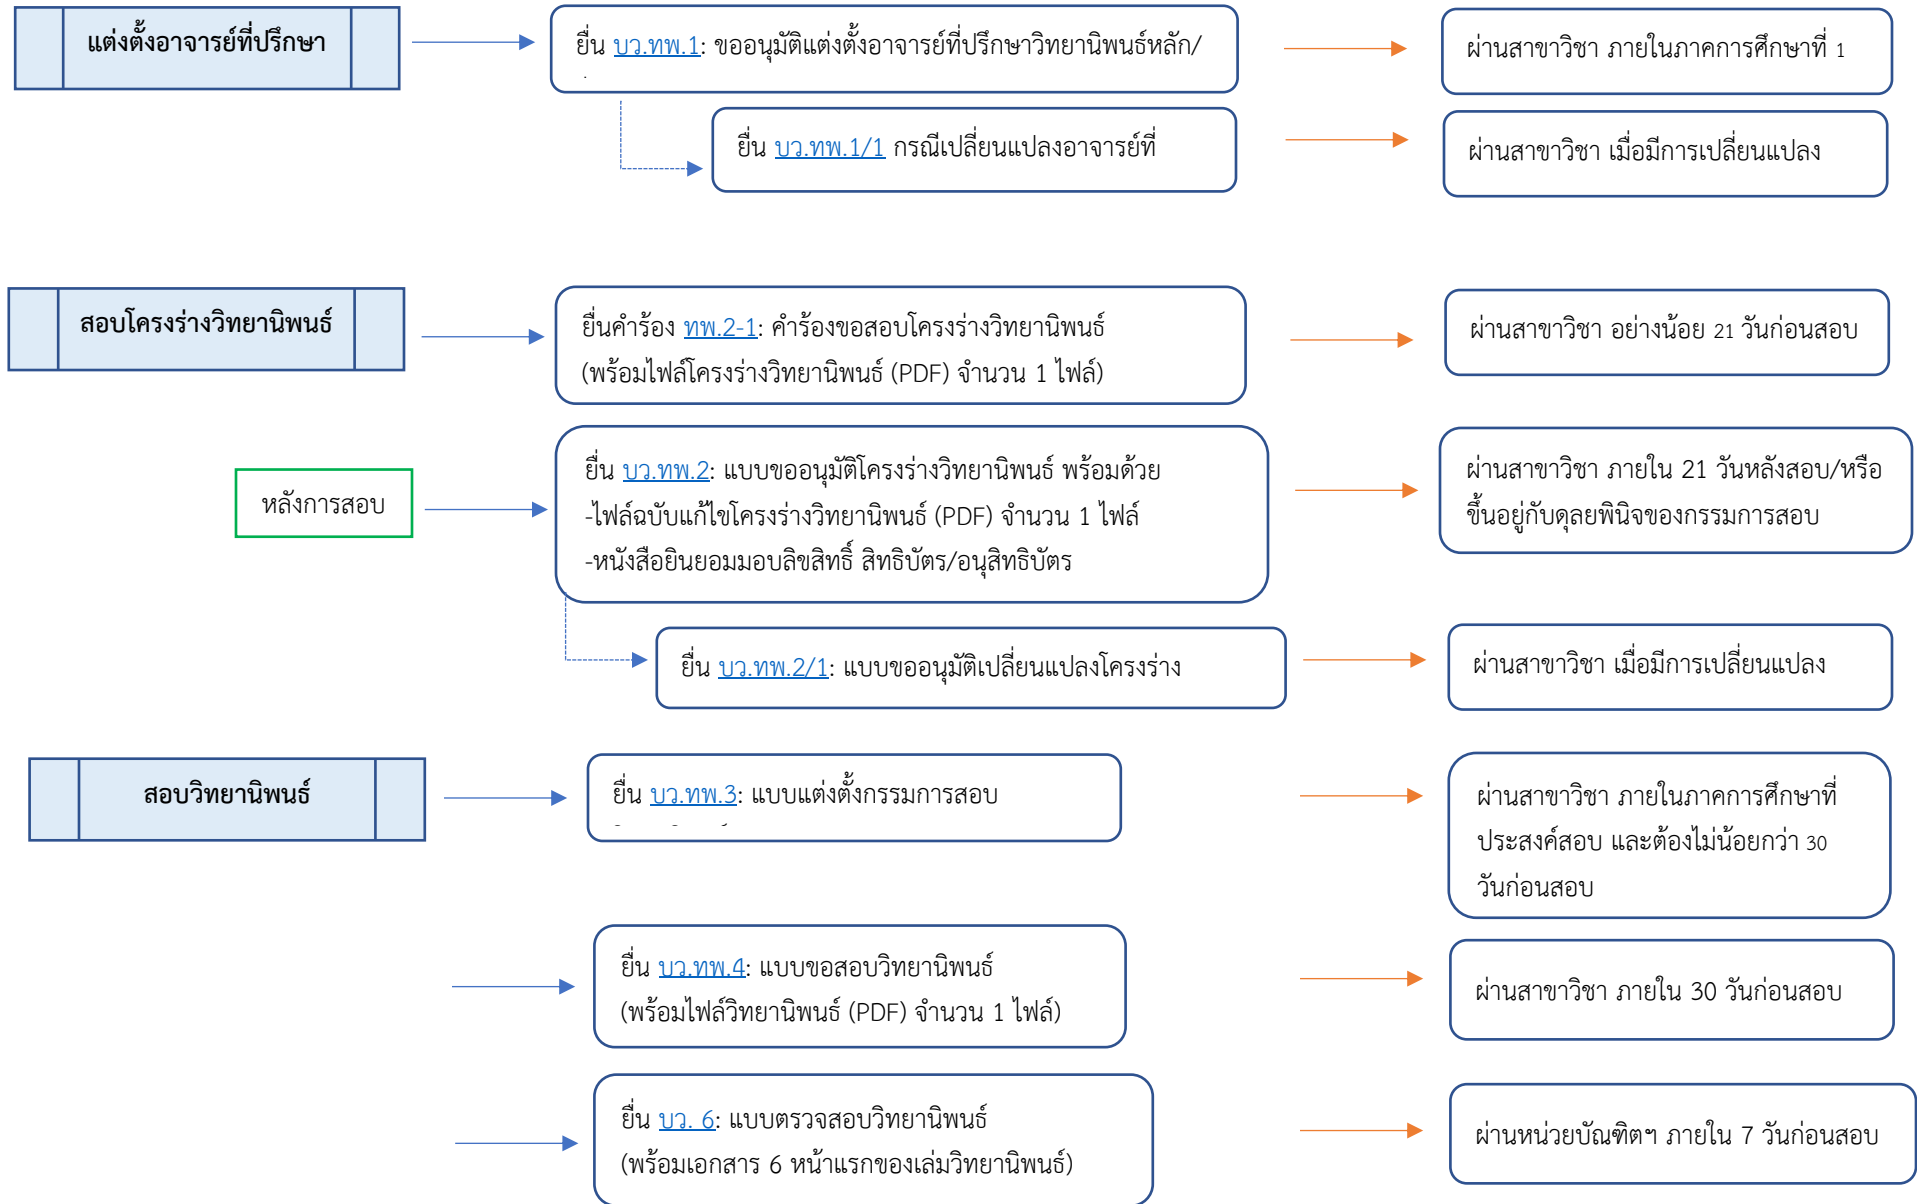 แต่งตั้งอาจารย์ที่ปรึกษา
ยื่น บว.ทพ.1: ขออนุมัติแต่งตั้งอาจารย์ที่ปรึกษาวิทยานิพนธ์หลัก/
ผ่านสาขาวิชา ภายในภาคการศึกษาที่ 1
ยื่น บว.ทพ.1/1 กรณีเปลี่ยนแปลงอาจารย์ที่
ผ่านสาขาวิชา เมื่อมีการเปลี่ยนแปลง
สอบโครงร่างวิทยานิพนธ์
ยื่นคำร้อง ทพ.2-1: คำร้องขอสอบโครงร่างวิทยานิพนธ์
(พร้อมไฟล์โครงร่างวิทยานิพนธ์ (PDF) จำนวน 1 ไฟล์)
ผ่านสาขาวิชา อย่างน้อย 21 วันก่อนสอบ
หลังการสอบ
ยื่น บว.ทพ.2: แบบขออนุมัติโครงร่างวิทยานิพนธ์ พร้อมด้วย
-ไฟล์ฉบับแก้ไขโครงร่างวิทยานิพนธ์ (PDF) จำนวน 1 ไฟล์
-หนังสือยินยอมมอบลิขสิทธิ์ สิทธิบัตร/อนุสิทธิบัตร
ผ่านสาขาวิชา ภายใน 21 วันหลังสอบ/หรือ
ขึ้นอยู่กับดุลยพินิจของกรรมการสอบ
ยื่น บว.ทพ.2/1: แบบขออนุมัติเปลี่ยนแปลงโครงร่าง
ผ่านสาขาวิชา เมื่อมีการเปลี่ยนแปลง
สอบวิทยานิพนธ์
ยื่น บว.ทพ.3: แบบแต่งตั้งกรรมการสอบ
ผ่านสาขาวิชา ภายในภาคการศึกษาที่
ประสงค์สอบ และต้องไม่น้อยกว่า 30
วันก่อนสอบ
ยื่น บว.ทพ.4: แบบขอสอบวิทยานิพนธ์
(พร้อมไฟล์วิทยานิพนธ์ (PDF) จำนวน 1 ไฟล์)
ผ่านสาขาวิชา ภายใน 30 วันก่อนสอบ
ยื่น บว. 6: แบบตรวจสอบวิทยานิพนธ์
(พร้อมเอกสาร 6 หน้าแรกของเล่มวิทยานิพนธ์)
ผ่านหน่วยบัณฑิตฯ ภายใน 7 วันก่อนสอบ